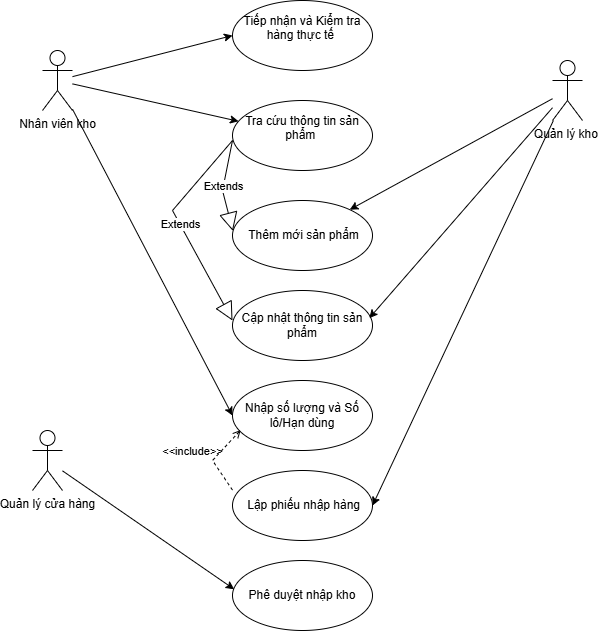 Tiếp nhận và Kiểm tra
hàng thực tế
Nhân viên kho
Quản lý kho
Tra cứu thông tin sản
phẩm
Extends
Extends
Thêm mới sản phẩm
Cập nhật thông tin sản
phẩm
Nhập số lượng và Số
lô/Hạn dùng
<<include>>
Quản lý cửa hàng
Lập phiếu nhập hàng
Phê duyệt nhập kho